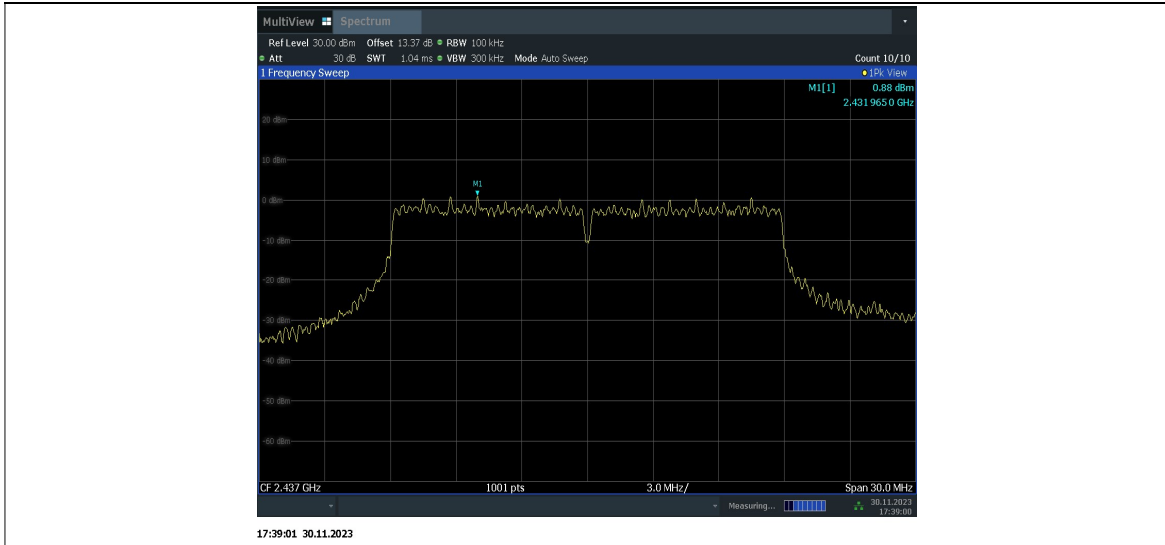 MultiView Spectrum
Ref Level 30.00 dBm Offset 13.37 dB RBW 100 kHz
Att 30 dB SWT 1.04 ms VBW 300 kHz Mode Auto Sweep Count 10/10
1 Frequency Sweep 1Pk View
M1[1] 0.88 dBm
2.431 965 0 GHz
20 dBm
10 dBm
M1
0 dBm
-10 dBm
-20 dBm
-30 dBm
-40 dBm
-50 dBm
-60 dBm
CF 2.437 GHz 1001 pts 3.0 MHz/ Span 30.0 MHz
Measuring... 30.11.2023
17:39:00
17:39:01 30.11.2023